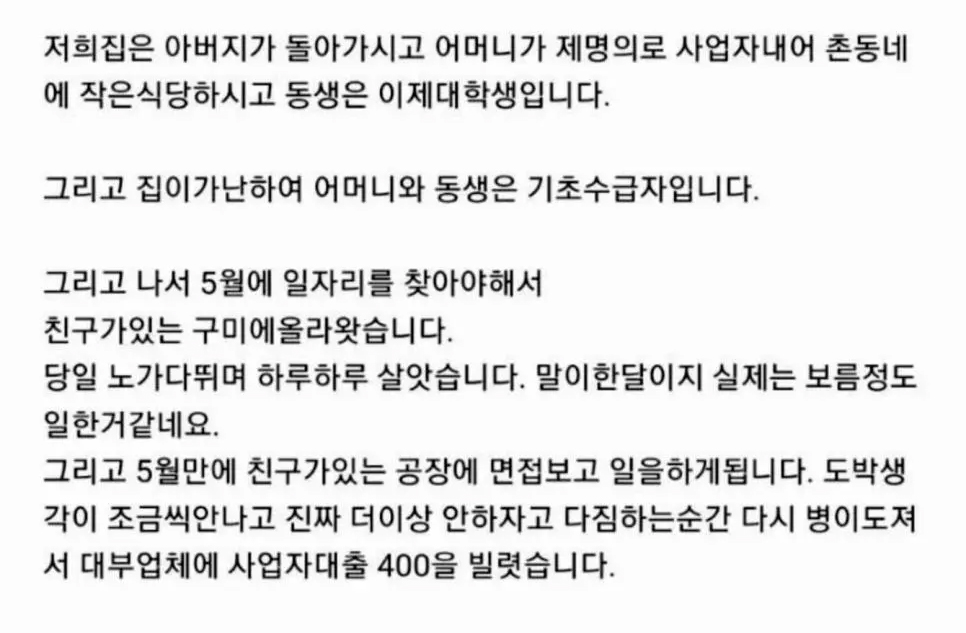 저희집은 아버지가 돌아가시고 어머니가 제명의로 사업자내어 촌동네
에 작은식당하시고 동생은 이제대학생입니다.
그리고 집이가난하여 어머니와 동생은 기초수급자입니다.
그리고 나서 5월에 일자리를 찾아야해서
친구가있는 구미에올라왓습니다.
당일 노가다뛰며 하루하루 살앗습니다. 말이한달이지 실제는 보름정도
일한거같네요.
그리고 5월만에 친구가있는 공장에 면접보고 일을하게됩니다. 도박생
각이 조금씩안나고 진짜 더이상 안하자고 다짐하는순간 다시 병이도져
서 대부업체에 사업자대출 400을 빌렷습니다.